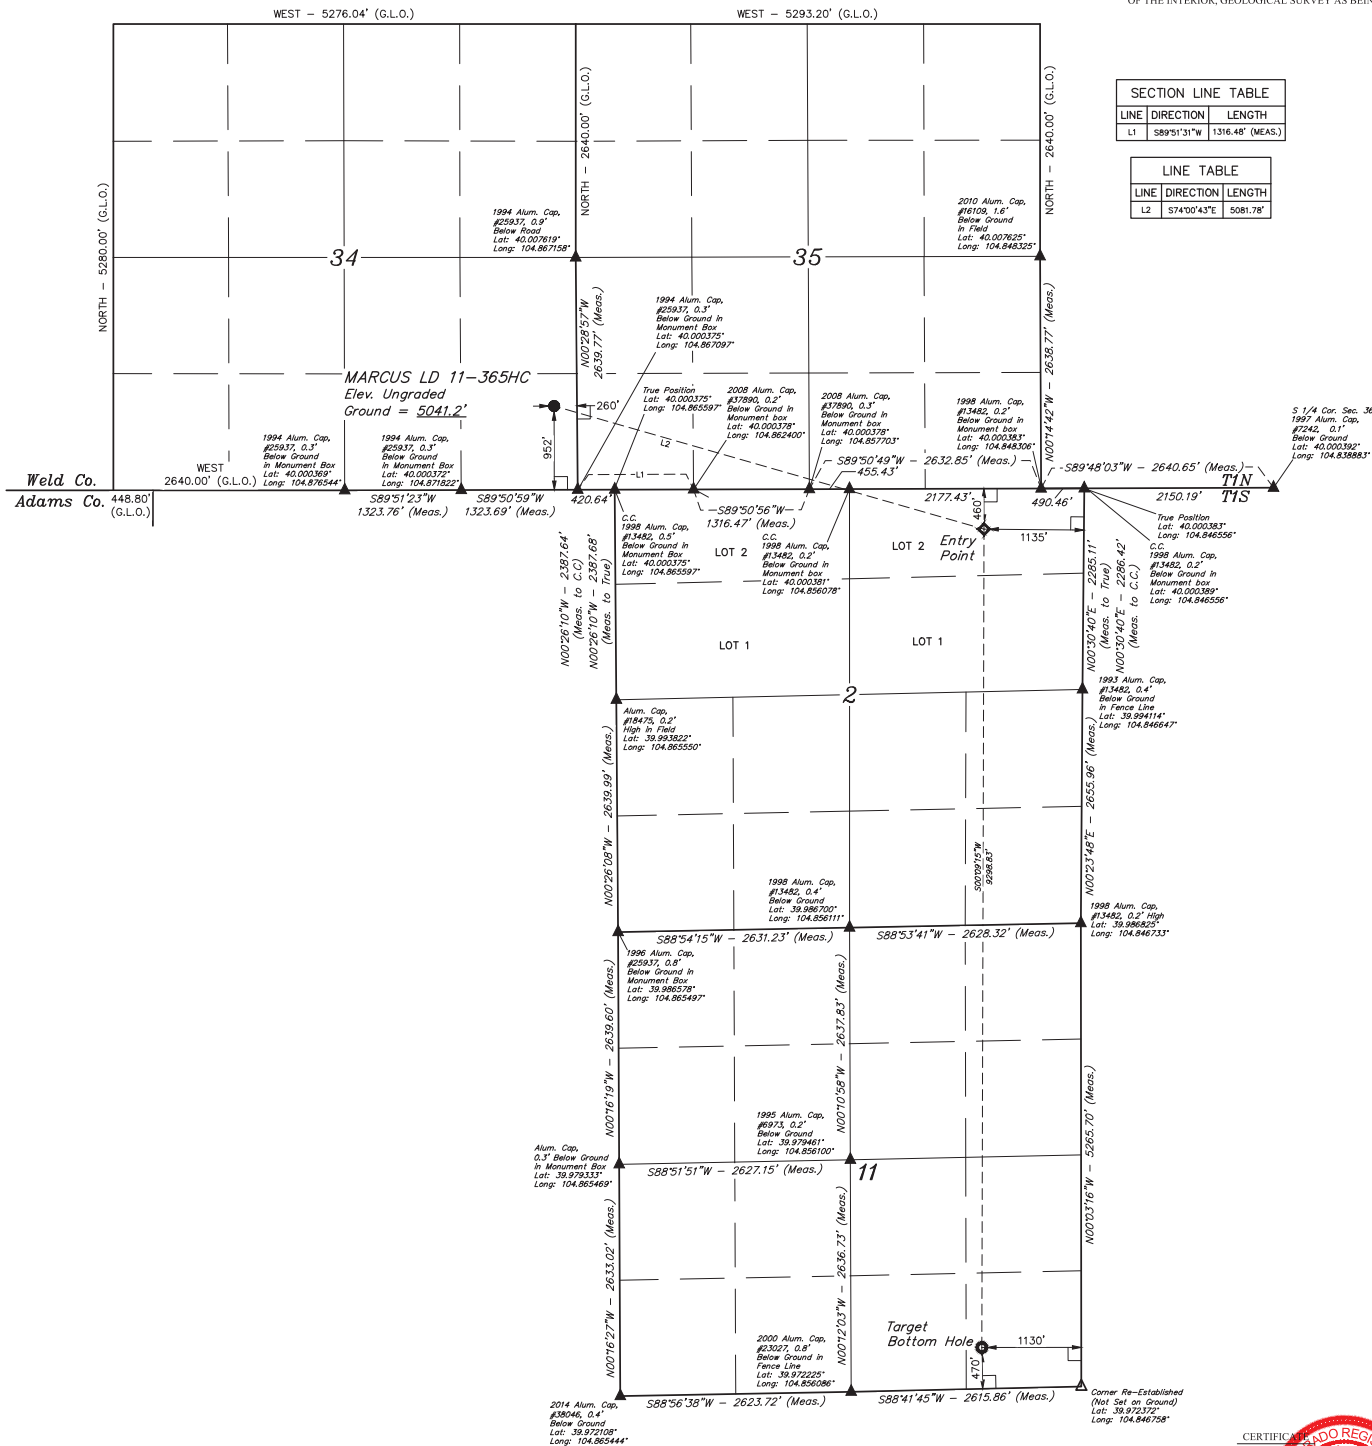 OF THE INTERIOR, GEOLOGICAL SURVEY AS BEIN
WEST – 5276.04' (G.L.O.)
WEST – 5293.20' (G.L.O.)
SECTION LINE TABLE
LINE DIRECTION LENGTH
L1 S89°51'31"W 1316.48' (MEAS.)
LINE TABLE
LINE DIRECTION LENGTH
L2 S74°00'43"E 5081.78'
NORTH – 5280.00' (G.L.O.)
NORTH – 2640.00' (G.L.O.)
NORTH – 2640.00' (G.L.O.)
1994 Alum. Cap,
#25937, 0.9'
Below Road
Lat: 40.007619°
Long: 104.867158°
2010 Alum. Cap,
#16109, 1.6'
Below Ground
in Field
Lat: 40.007625°
Long: 104.848325°
34
35
N00°28'57"W
2639.77' (Meas.)
1994 Alum. Cap,
#25937, 0.3'
Below Ground in
Monument Box
Lat: 40.000375°
Long: 104.867097°
N00°14'42"W – 2638.77' (Meas.)
MARCUS LD 11-365HC
Elev. Ungraded
Ground = 5041.2'
260'
952'
L2
True Position
Lat: 40.000375°
Long: 104.865597°
2008 Alum. Cap,
#37890, 0.2'
Below Ground in
Monument box
Lat: 40.000378°
Long: 104.862400°
2008 Alum. Cap,
#37890, 0.3'
Below Ground in
Monument box
Lat: 40.000378°
Long: 104.857703°
1998 Alum. Cap,
#13482, 0.2'
Below Ground in
Monument box
Lat: 40.000383°
Long: 104.848306°
S 1/4 Cor. Sec. 36
1997 Alum. Cap,
#7242, 0.1'
Below Ground
Lat: 40.000392°
Long: 104.838883°
1994 Alum. Cap,
#25937, 0.3'
Below Ground
in Monument Box
Lat: 40.000369°
Long: 104.876544°
1994 Alum. Cap,
#25937, 0.3'
Below Ground
in Monument Box
Lat: 40.000372°
Long: 104.871822°
WEST
2640.00' (G.L.O.)
L1
S89°50'49"W – 2632.85' (Meas.)
S89°48'03"W – 2640.65' (Meas.)
Weld Co.
T1N
Adams Co.
T1S
448.80'
(G.L.O.)
S89°51'23"W
1323.76' (Meas.)
S89°50'59"W
1323.69' (Meas.)
420.64'
S89°50'56"W
1316.47' (Meas.)
455.43'
2177.43'
490.46'
2150.19'
460'
1135'
Entry
Point
C.C.
1998 Alum. Cap,
#13482, 0.5'
Below Ground in
Monument Box
Lat: 40.000375°
Long: 104.865597°
C.C.
1998 Alum. Cap,
#13482, 0.2'
Below Ground in
Monument box
Lat: 40.000381°
Long: 104.856078°
True Position
Lat: 40.000383°
Long: 104.846556°
C.C.
1998 Alum. Cap,
#13482, 0.2'
Below Ground in
Monument box
Lat: 40.000389°
Long: 104.846556°
LOT 2
LOT 2
LOT 1
LOT 1
N00°26'10"W – 2387.64'
(Meas. to C.C)
N00°26'10"W – 2387.68'
(Meas. to True)
N00°30'40"E – 2285.11'
(Meas. to True)
N00°30'40"E – 2286.42'
(Meas. to C.C.)
2
Alum. Cap,
#18475, 0.2'
High in Field
Lat: 39.993822°
Long: 104.865550°
1993 Alum. Cap,
#13482, 0.4'
Below Ground
in Fence Line
Lat: 39.994114°
Long: 104.846647°
N00°26'08"W – 2639.99' (Meas.)
N00°23'48"E – 2655.96' (Meas.)
S00°09'15"W
9298.83'
1998 Alum. Cap,
#13482, 0.4'
Below Ground
Lat: 39.986700°
Long: 104.856111°
1998 Alum. Cap,
#13482, 0.2' High
Lat: 39.986825°
Long: 104.846733°
S88°54'15"W – 2631.23' (Meas.)
S88°53'41"W – 2628.32' (Meas.)
1996 Alum. Cap,
#25937, 0.8'
Below Ground in
Monument Box
Lat: 39.986578°
Long: 104.865497°
N00°16'19"W – 2639.60' (Meas.)
N00°10'58"W – 2637.83' (Meas.)
N00°03'16"W – 5265.70' (Meas.)
1995 Alum. Cap,
#6973, 0.2'
Below Ground
Lat: 39.979461°
Long: 104.856100°
Alum. Cap,
0.3' Below Ground
in Monument Box
Lat: 39.979333°
Long: 104.865469°
S88°51'51"W – 2627.15' (Meas.)
11
N00°16'27"W – 2633.02' (Meas.)
N00°12'03"W – 2636.73' (Meas.)
Target
Bottom Hole
1130'
470'
2000 Alum. Cap,
#23027, 0.8'
Below Ground in
Fence Line
Lat: 39.972225°
Long: 104.856086°
S88°56'38"W – 2623.72' (Meas.)
S88°41'45"W – 2615.86' (Meas.)
Corner Re-Established
(Not Set on Ground)
Lat: 39.972372°
Long: 104.846758°
2014 Alum. Cap,
#38046, 0.4'
Below Ground
Lat: 39.972108°
Long: 104.865444°
CERTIFICATE
ADO REG